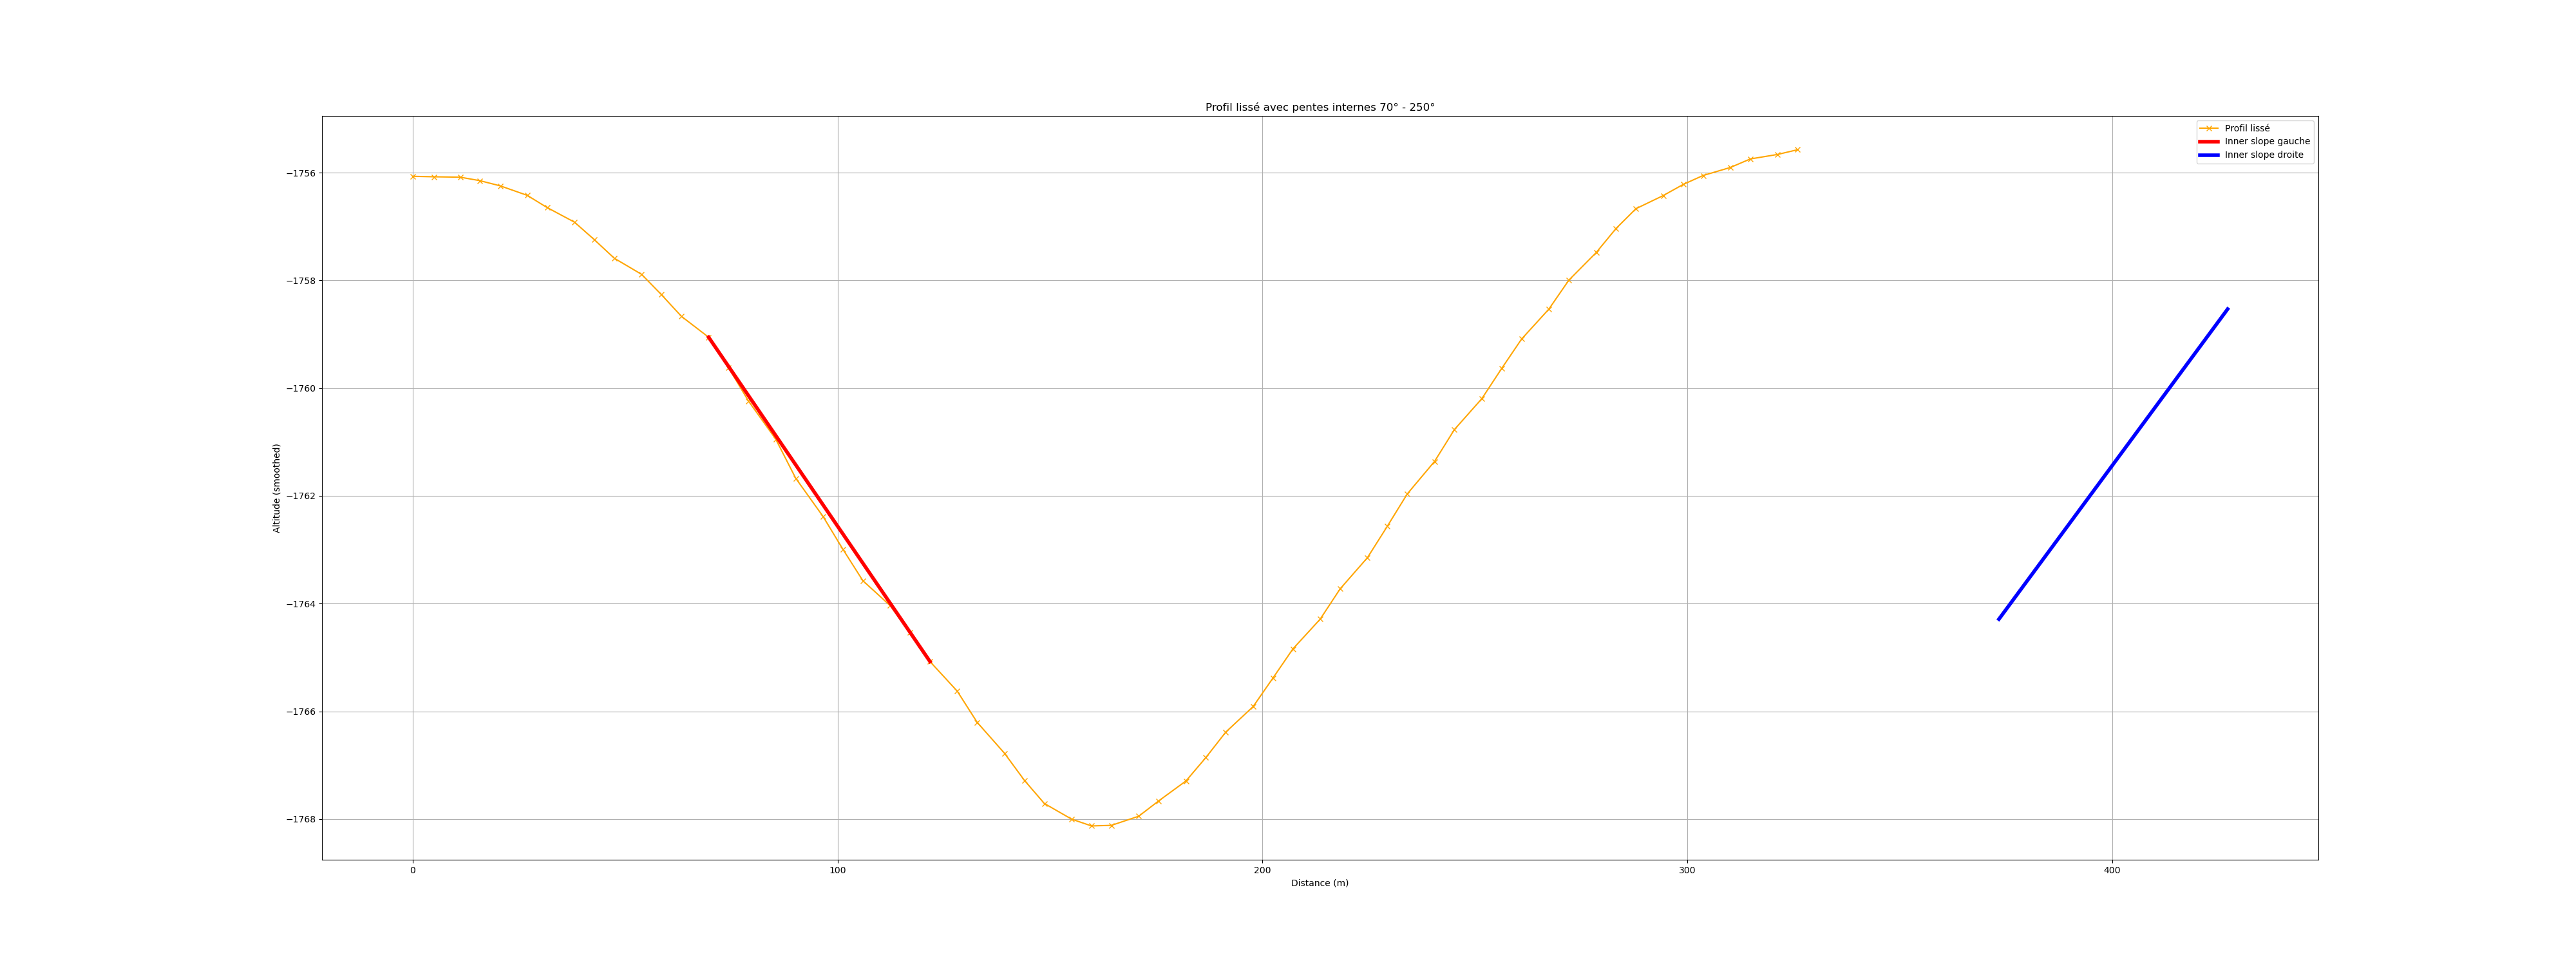 Profil lissé avec pentes internes 70° - 250°
Profil lissé
Inner slope gauche
Inner slope droite
−1756
−1758
−1760
−1762
−1764
−1766
−1768
Altitude (smoothed)
0
100
200
300
400
Distance (m)